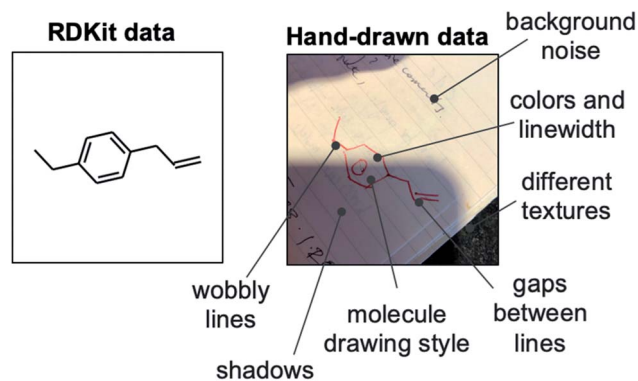 RDKit data
Hand-drawn data
background
noise
colors and
linewidth
different
textures
wobbly
lines
molecule
drawing style
gaps
between
lines
shadows